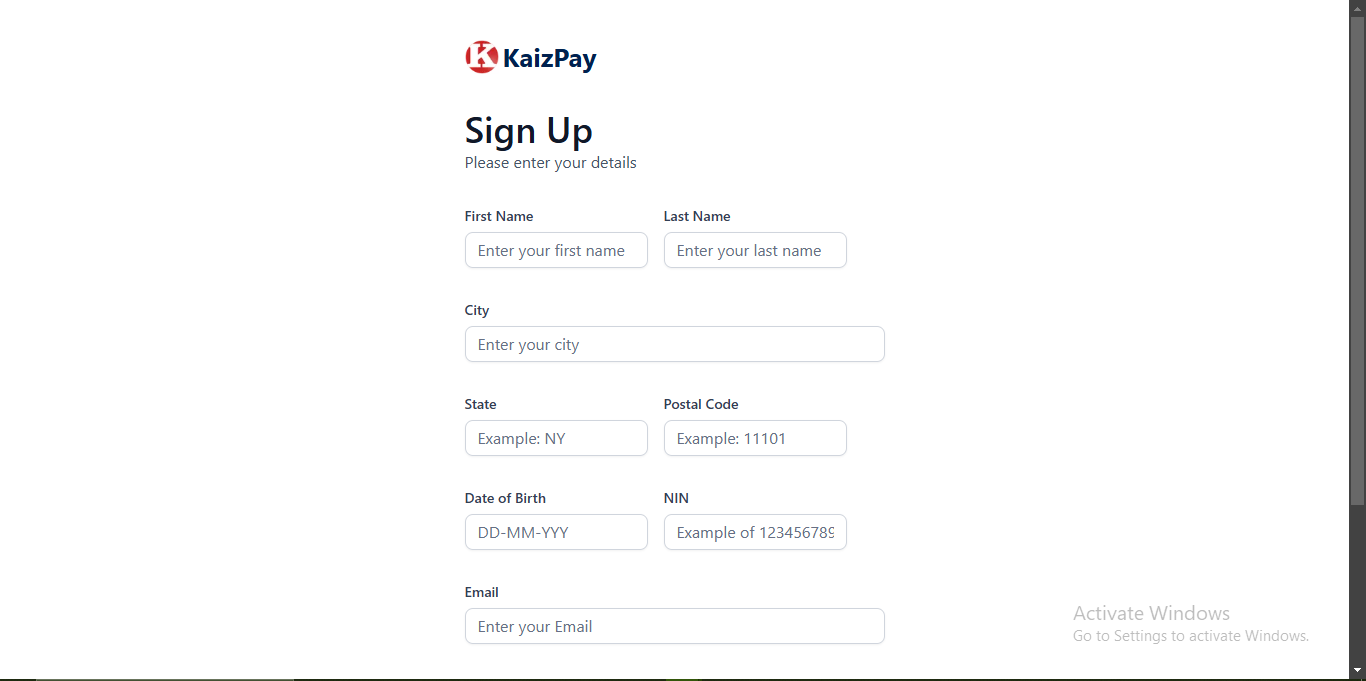 KaizPay
Sign Up
Please enter your details
First Name
Last Name
Enter your first name
Enter your last name
City
Enter your city
State
Postal Code
Example: NY
Example: 11101
Date of Birth
NIN
DD-MM-YYY
Example of 123456789
Email
Enter your Email
Activate Windows
Go to Settings to activate Windows.